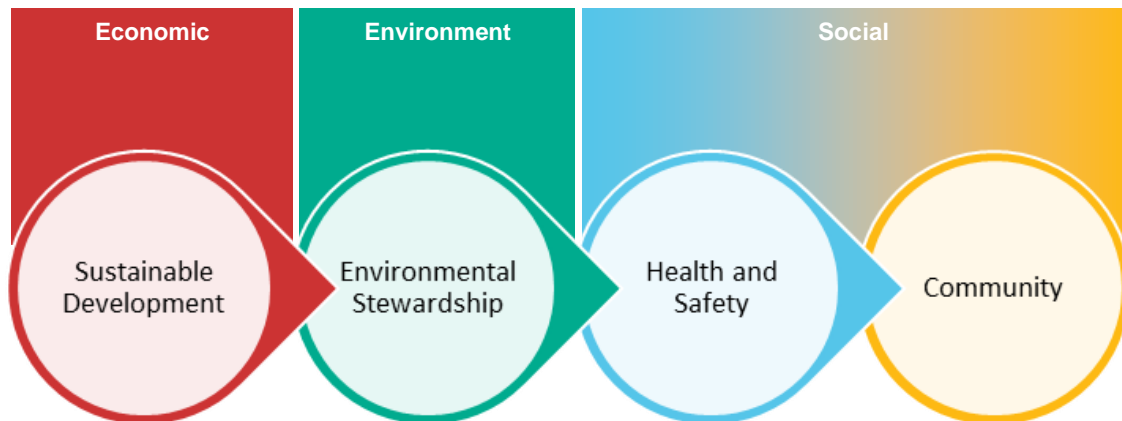 Economic
Environment
Social
Sustainable
Development
Environmental
Stewardship
Health and
Safety
Community